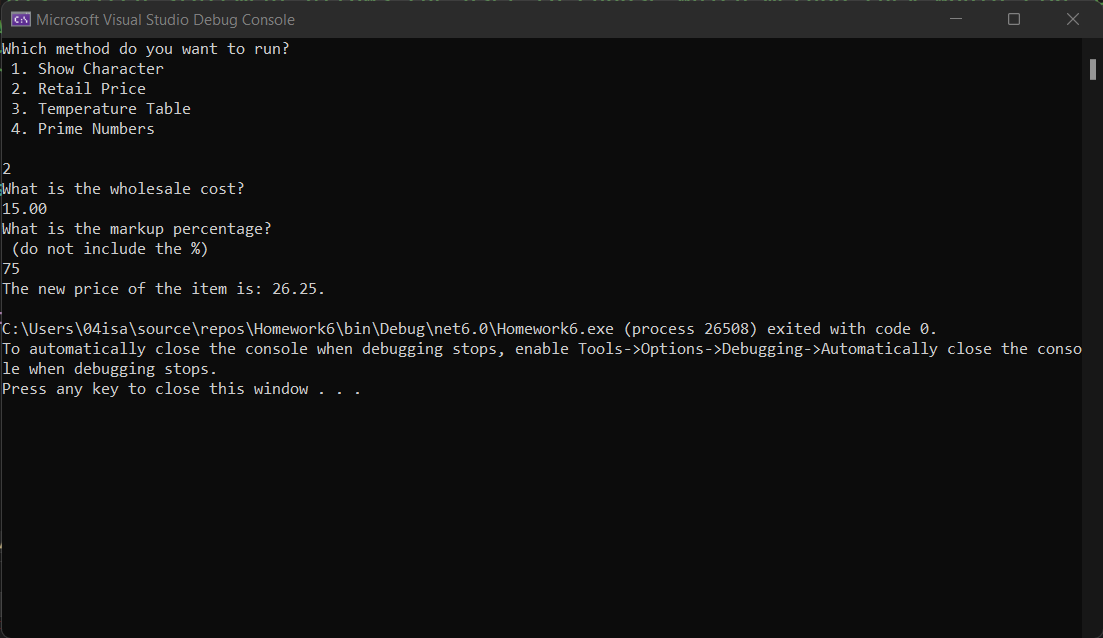 Microsoft Visual Studio Debug Console
Which method do you want to run?
 1. Show Character
 2. Retail Price
 3. Temperature Table
 4. Prime Numbers

2
What is the wholesale cost?
15.00
What is the markup percentage?
 (do not include the %)
75
The new price of the item is: 26.25.

C:\Users\04isa\source\repos\Homework6\bin\Debug\net6.0\Homework6.exe (process 26508) exited with code 0.
To automatically close the console when debugging stops, enable Tools->Options->Debugging->Automatically close the conso
le when debugging stops.
Press any key to close this window . . .